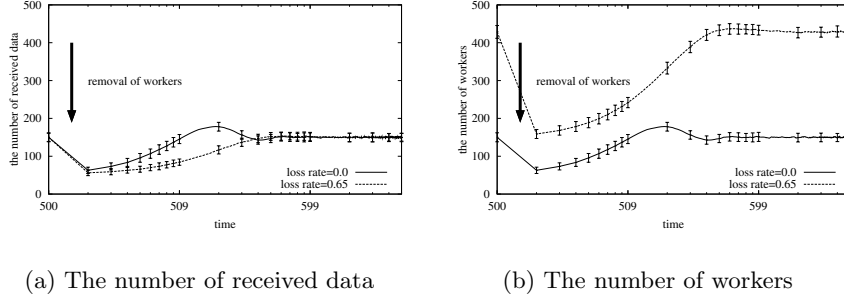 500
400
300
200
100
0
the number of received data
removal of workers
loss rate=0.0
loss rate=0.65
500
509
599
time
(a) The number of received data
500
400
300
200
100
0
the number of workers
removal of workers
loss rate=0.0
loss rate=0.65
500
509
599
time
(b) The number of workers